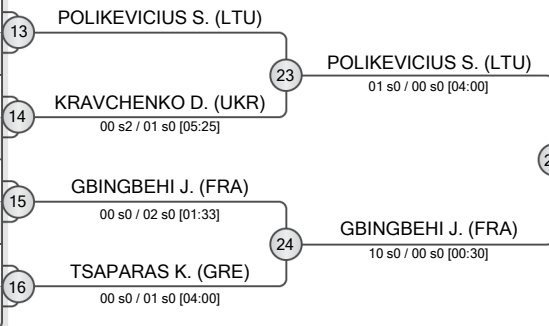 13
POLIKEVICIUS S. (LTU)
23
POLIKEVICIUS S. (LTU)
01 s0 / 00 s0 [04:00]
14
KRAVCHENKO D. (UKR)
00 s2 / 01 s0 [05:25]
15
GBINGBEHI J. (FRA)
00 s0 / 02 s0 [01:33]
24
GBINGBEHI J. (FRA)
10 s0 / 00 s0 [00:30]
16
TSAPARAS K. (GRE)
00 s0 / 01 s0 [04:00]